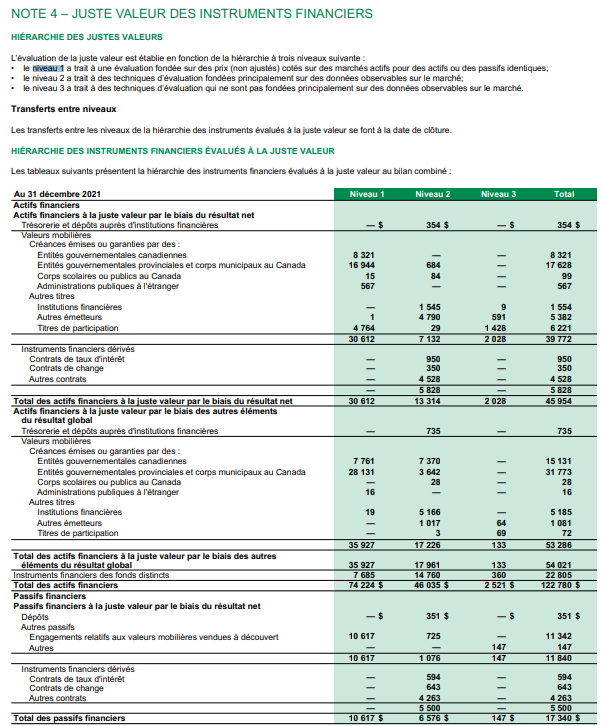 NOTE 4 – JUSTE VALEUR DES INSTRUMENTS FINANCIERS
HIÉRARCHIE DES JUSTES VALEURS
L'évaluation de la juste valeur est établie en fonction de la hiérarchie à trois niveaux suivante :
• le niveau 1 a trait à une évaluation fondée sur des prix (non ajustés) cotés sur des marchés actifs pour des actifs ou des passifs identiques;
• le niveau 2 a trait à des techniques d'évaluation fondées principalement sur des données observables sur le marché;
• le niveau 3 a trait à des techniques d'évaluation qui ne sont pas fondées principalement sur des données observables sur le marché.
Transferts entre niveaux
Les transferts entre les niveaux de la hiérarchie des instruments évalués à la juste valeur se font à la date de clôture.
HIÉRARCHIE DES INSTRUMENTS FINANCIERS ÉVALUÉS À LA JUSTE VALEUR
Les tableaux suivants présentent la hiérarchie des instruments financiers évalués à la juste valeur au bilan combiné :
Au 31 décembre 2021 Niveau 1 Niveau 2 Niveau 3 Total
Actifs financiers
Actifs financiers à la juste valeur par le biais du résultat net
Trésorerie et dépôts auprès d'institutions financières — $ 354 $ — $ 354 $
Valeurs mobilières
Créances émises ou garanties par des :
Entités gouvernementales canadiennes 8 321 — — 8 321
Entités gouvernementales provinciales et corps municipaux au Canada 16 944 684 — 17 628
Corps scolaires ou publics au Canada 15 84 — 99
Administrations publiques à l'étranger 567 — — 567
Autres titres
Institutions financières — 1 545 9 1 554
Autres émetteurs 1 4 790 591 5 382
Titres de participation 4 764 29 1 428 6 221
30 612 7 132 2 028 39 772
Instruments financiers dérivés
Contrats de taux d'intérêt — 950 — 950
Contrats de change — 350 — 350
Autres contrats — 4 528 — 4 528
— 5 828 — 5 828
Total des actifs financiers à la juste valeur par le biais du résultat net 30 612 13 314 2 028 45 954
Actifs financiers à la juste valeur par le biais des autres éléments
du résultat global
Trésorerie et dépôts auprès d'institutions financières — 735 — 735
Valeurs mobilières
Créances émises ou garanties par des :
Entités gouvernementales canadiennes 7 761 7 370 — 15 131
Entités gouvernementales provinciales et corps municipaux au Canada 28 131 3 642 — 31 773
Corps scolaires ou publics au Canada — 28 — 28
Administrations publiques à l'étranger 16 — — 16
Autres titres
Institutions financières 19 5 166 — 5 185
Autres émetteurs — 1 017 64 1 081
Titres de participation — 3 69 72
35 927 17 226 133 53 286
Total des actifs financiers à la juste valeur par le biais des autres
éléments du résultat global 35 927 17 961 133 54 021
Instruments financiers des fonds distincts 7 685 14 760 360 22 805
Total des actifs financiers 74 224 $ 46 035 $ 2 521 $ 122 780 $
Passifs financiers
Passifs financiers à la juste valeur par le biais du résultat net
Dépôts — $ 351 $ — $ 351 $
Autres passifs
Engagements relatifs aux valeurs mobilières vendues à découvert 10 617 725 — 11 342
Autres — — 147 147
10 617 1 076 147 11 840
Instruments financiers dérivés
Contrats de taux d'intérêt — 594 — 594
Contrats de change — 643 — 643
Autres contrats — 4 263 — 4 263
— 5 500 — 5 500
Total des passifs financiers 10 617 $ 6 576 $ 147 $ 17 340 $